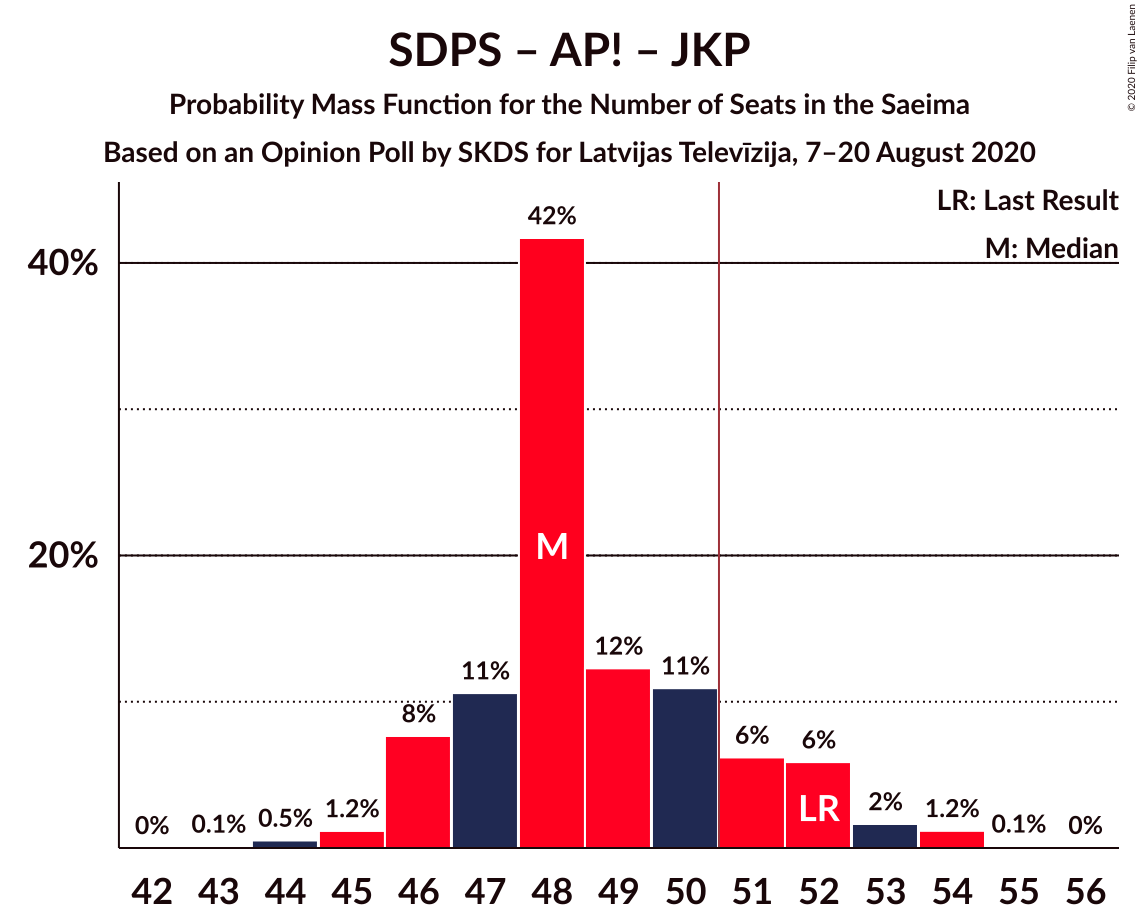 SDPS – AP! – JKP
Probability Mass Function for the Number of Seats in the Saeima
Based on an Opinion Poll by SKDS for Latvijas Televīzija, 7–20 August 2020
© 2020 Filip van Laenen
LR: Last Result
M: Median
40%
20%
0%
0.1%
0.5%
1.2%
8%
11%
42%
12%
11%
6%
6%
2%
1.2%
0.1%
0%
M
LR
42 43 44 45 46 47 48 49 50 51 52 53 54 55 56